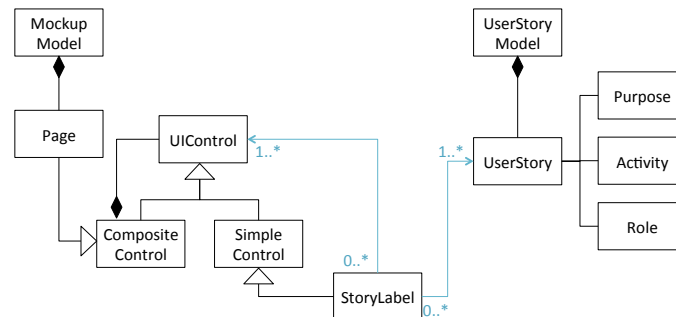 Mockup
Model
UserStory
Model
Page
UIControl
1..*
1..*
UserStory
Purpose
Activity
Role
Composite
Control
Simple
Control
0..*
StoryLabel
0..*